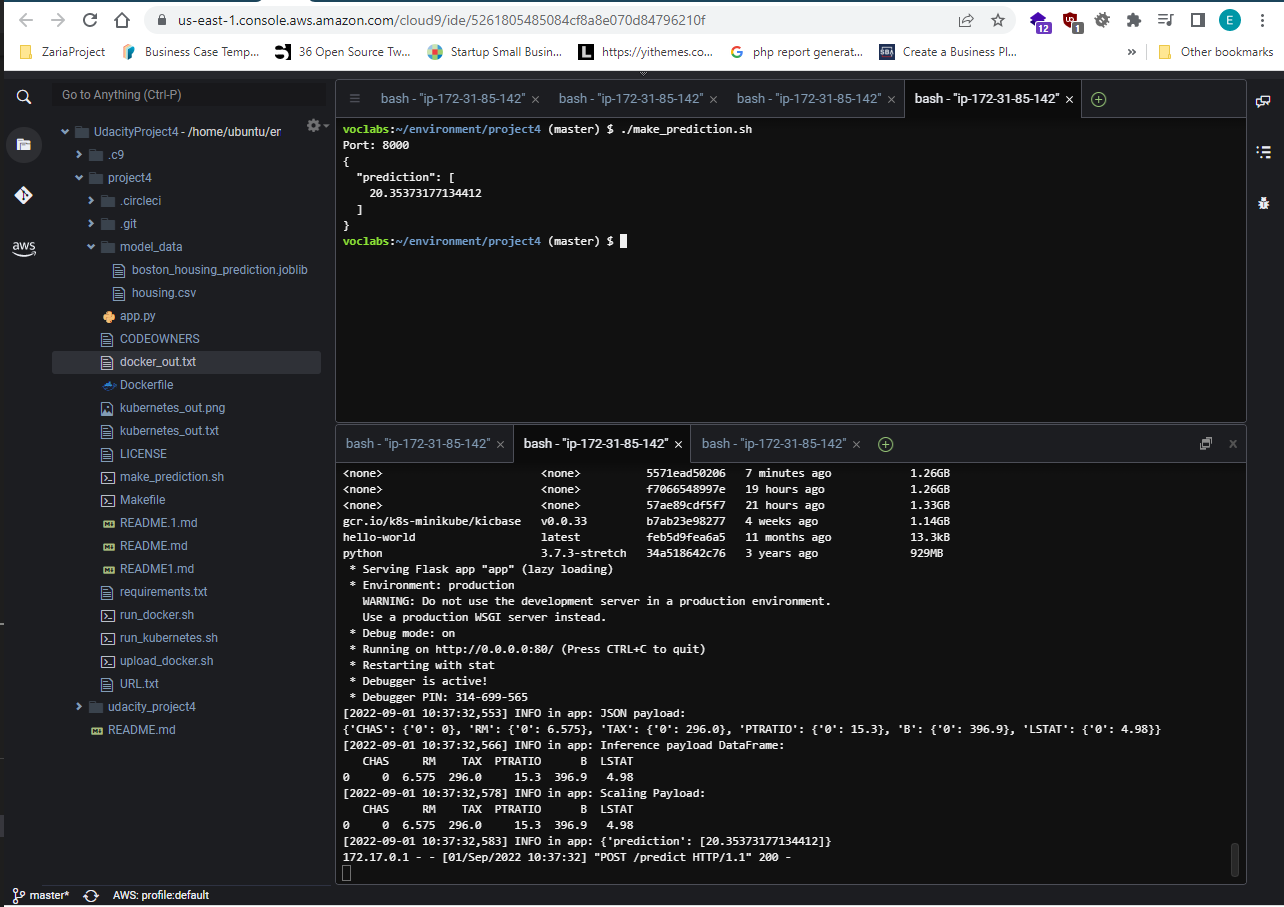 us-east-1.console.aws.amazon.com/cloud9/ide/5261805485084cf8a8e070d84796210f
12
1
E
ZariaProject
Business Case Temp...
36 Open Source Tw...
Startup Small Busin...
https://yithemes.co...
php report generat...
Create a Business Pl...
»
Other bookmarks
Go to Anything (Ctrl-P)
UdacityProject4 - /home/ubuntu/en
.c9
project4
.circleci
.git
model_data
boston_housing_prediction.joblib
housing.csv
app.py
CODEOWNERS
docker_out.txt
Dockerfile
kubernetes_out.png
kubernetes_out.txt
LICENSE
make_prediction.sh
Makefile
README.1.md
README.md
README1.md
requirements.txt
run_docker.sh
run_kubernetes.sh
upload_docker.sh
URL.txt
udacity_project4
README.md
aws
bash - "ip-172-31-85-142" × bash - "ip-172-31-85-142" × bash - "ip-172-31-85-142" × bash - "ip-172-31-85-142" ×
voclabs:~/environment/project4 (master) $ ./make_prediction.sh
Port: 8000
{
  "prediction": [
    20.35373177134412
  ]
}
voclabs:~/environment/project4 (master) $
bash - "ip-172-31-85-142" × bash - "ip-172-31-85-142" × bash - "ip-172-31-85-142" ×
<none> <none> 5571ead50206 7 minutes ago 1.26GB
<none> <none> f7066548997e 19 hours ago 1.26GB
<none> <none> 57ae89cdf5f7 21 hours ago 1.33GB
gcr.io/k8s-minikube/kicbase v0.0.33 b7ab23e98277 4 weeks ago 1.14GB
hello-world latest feb5d9fea6a5 11 months ago 13.3kB
python 3.7.3-stretch 34a518642c76 3 years ago 929MB
 * Serving Flask app "app" (lazy loading)
 * Environment: production
   WARNING: Do not use the development server in a production environment.
   Use a production WSGI server instead.
 * Debug mode: on
 * Running on http://0.0.0.0:80/ (Press CTRL+C to quit)
 * Restarting with stat
 * Debugger is active!
 * Debugger PIN: 314-699-565
[2022-09-01 10:37:32,553] INFO in app: JSON payload:
{'CHAS': {'0': 0}, 'RM': {'0': 6.575}, 'TAX': {'0': 296.0}, 'PTRATIO': {'0': 15.3}, 'B': {'0': 396.9}, 'LSTAT': {'0': 4.98}}
[2022-09-01 10:37:32,566] INFO in app: Inference payload DataFrame:
   CHAS     RM    TAX  PTRATIO      B  LSTAT
0     0  6.575  296.0     15.3  396.9   4.98
[2022-09-01 10:37:32,578] INFO in app: Scaling Payload:
   CHAS     RM    TAX  PTRATIO      B  LSTAT
0     0  6.575  296.0     15.3  396.9   4.98
[2022-09-01 10:37:32,583] INFO in app: {'prediction': [20.35373177134412]}
172.17.0.1 - - [01/Sep/2022 10:37:32] "POST /predict HTTP/1.1" 200 -
master* AWS: profile:default